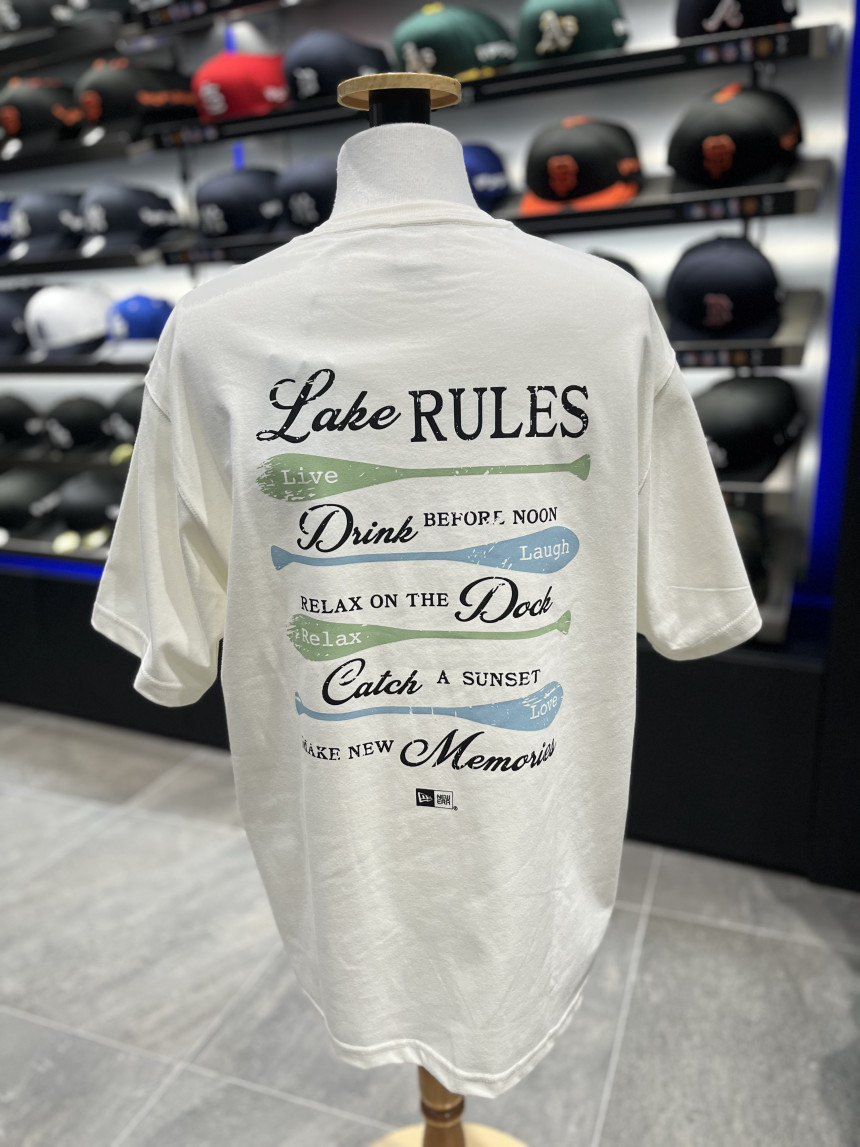 Lake RULES
Live
Drink BEFORE NOON
Laugh
RELAX ON THE Dock
Relax
Catch A SUNSET
Love
MAKE NEW Memories
NEW ERA